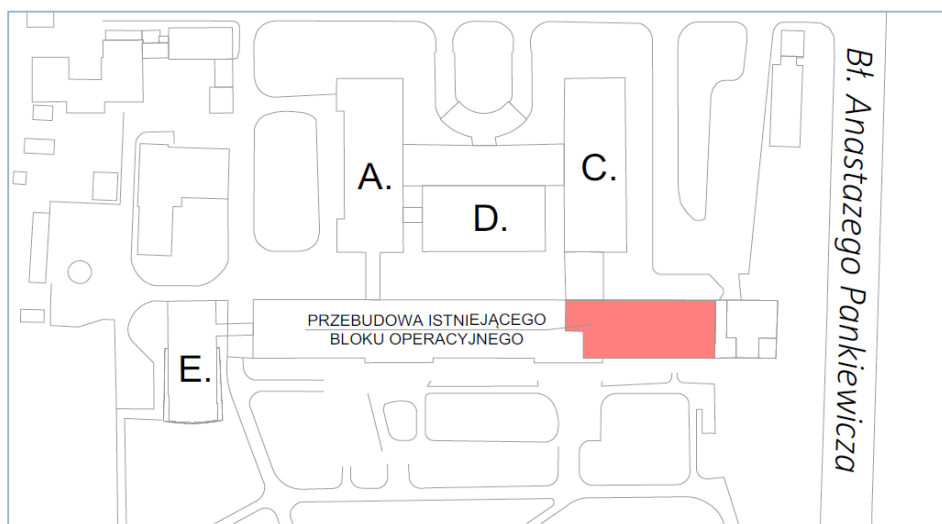 A.
C.
D.
PRZEBUDOWA ISTNIEJĄCEGO
BLOKU OPERACYJNEGO
E.
Bł. Anastazego Pankiewicza